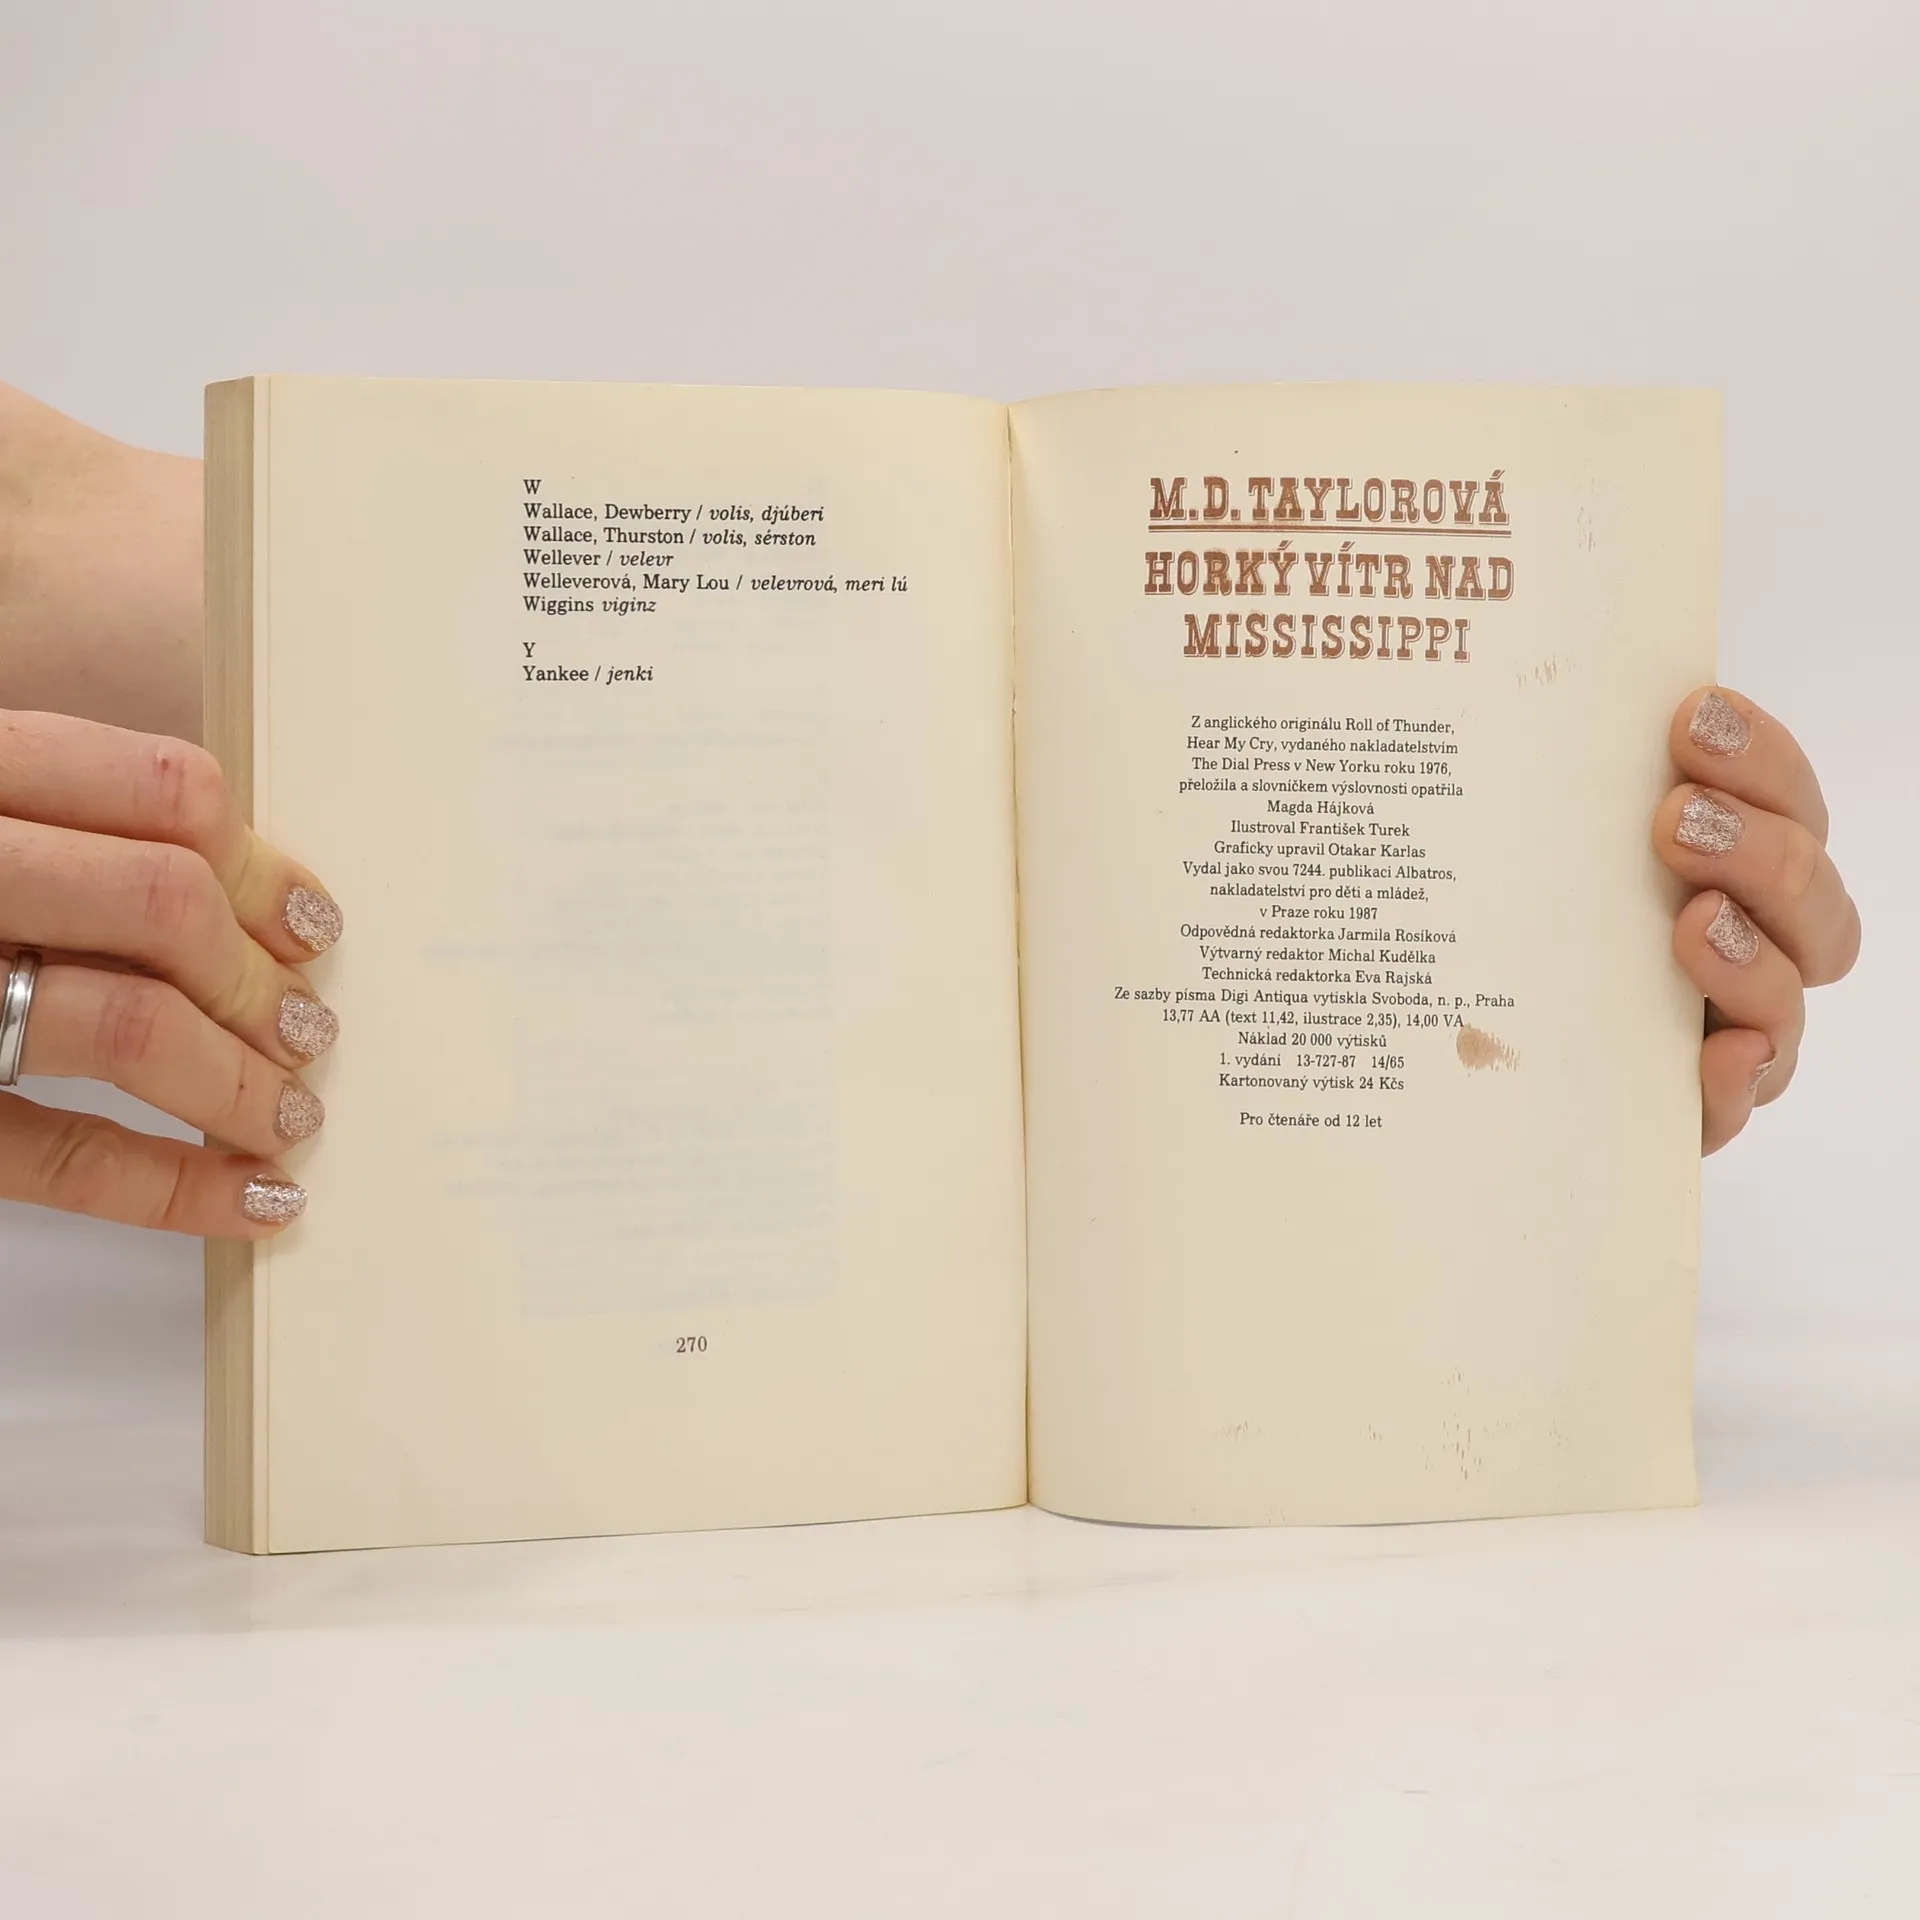 W
Wallace, Dewberry / volis, djúberi
Wallace, Thurston / volis, sérston
Wellever / velevr
Welleverová, Mary Lou / velevrová, meri lú
Wiggins viginz
Y
Yankee / jenki
270
M. D. TAYLOROVÁ
HORKÝ VÍTR NAD
MISSISSIPPI
Z anglického originálu Roll of Thunder,
Hear My Cry, vydaného nakladatelstvím
The Dial Press v New Yorku roku 1976,
přeložila a slovníčkem výslovnosti opatřila
Magda Hájková
Ilustroval František Turek
Graficky upravil Otakar Karlas
Vydal jako svou 7244. publikaci Albatros,
nakladatelství pro děti a mládež,
v Praze roku 1987
Odpovědná redaktorka Jarmila Rosíková
Výtvarný redaktor Michal Kudělka
Technická redaktorka Eva Rajská
Ze sazby písma Digi Antiqua vytiskla Svoboda, n. p., Praha
13,77 AA (text 11,42, ilustrace 2,35), 14,00 VA
Náklad 20 000 výtisků
1. vydání 13-727-87 14/65
Kartonovaný výtisk 24 Kčs
Pro čtenáře od 12 let